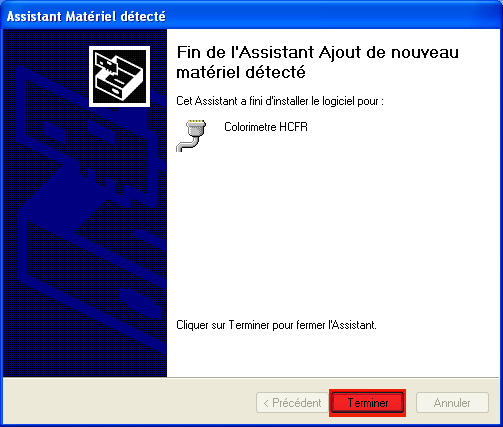 Assistant Matériel détecté
Fin de l'Assistant Ajout de nouveau
matériel détecté
Cet Assistant a fini d'installer le logiciel pour :
Colorimetre HCFR
Cliquer sur Terminer pour fermer l'Assistant.
< Précédent
Terminer
Annuler